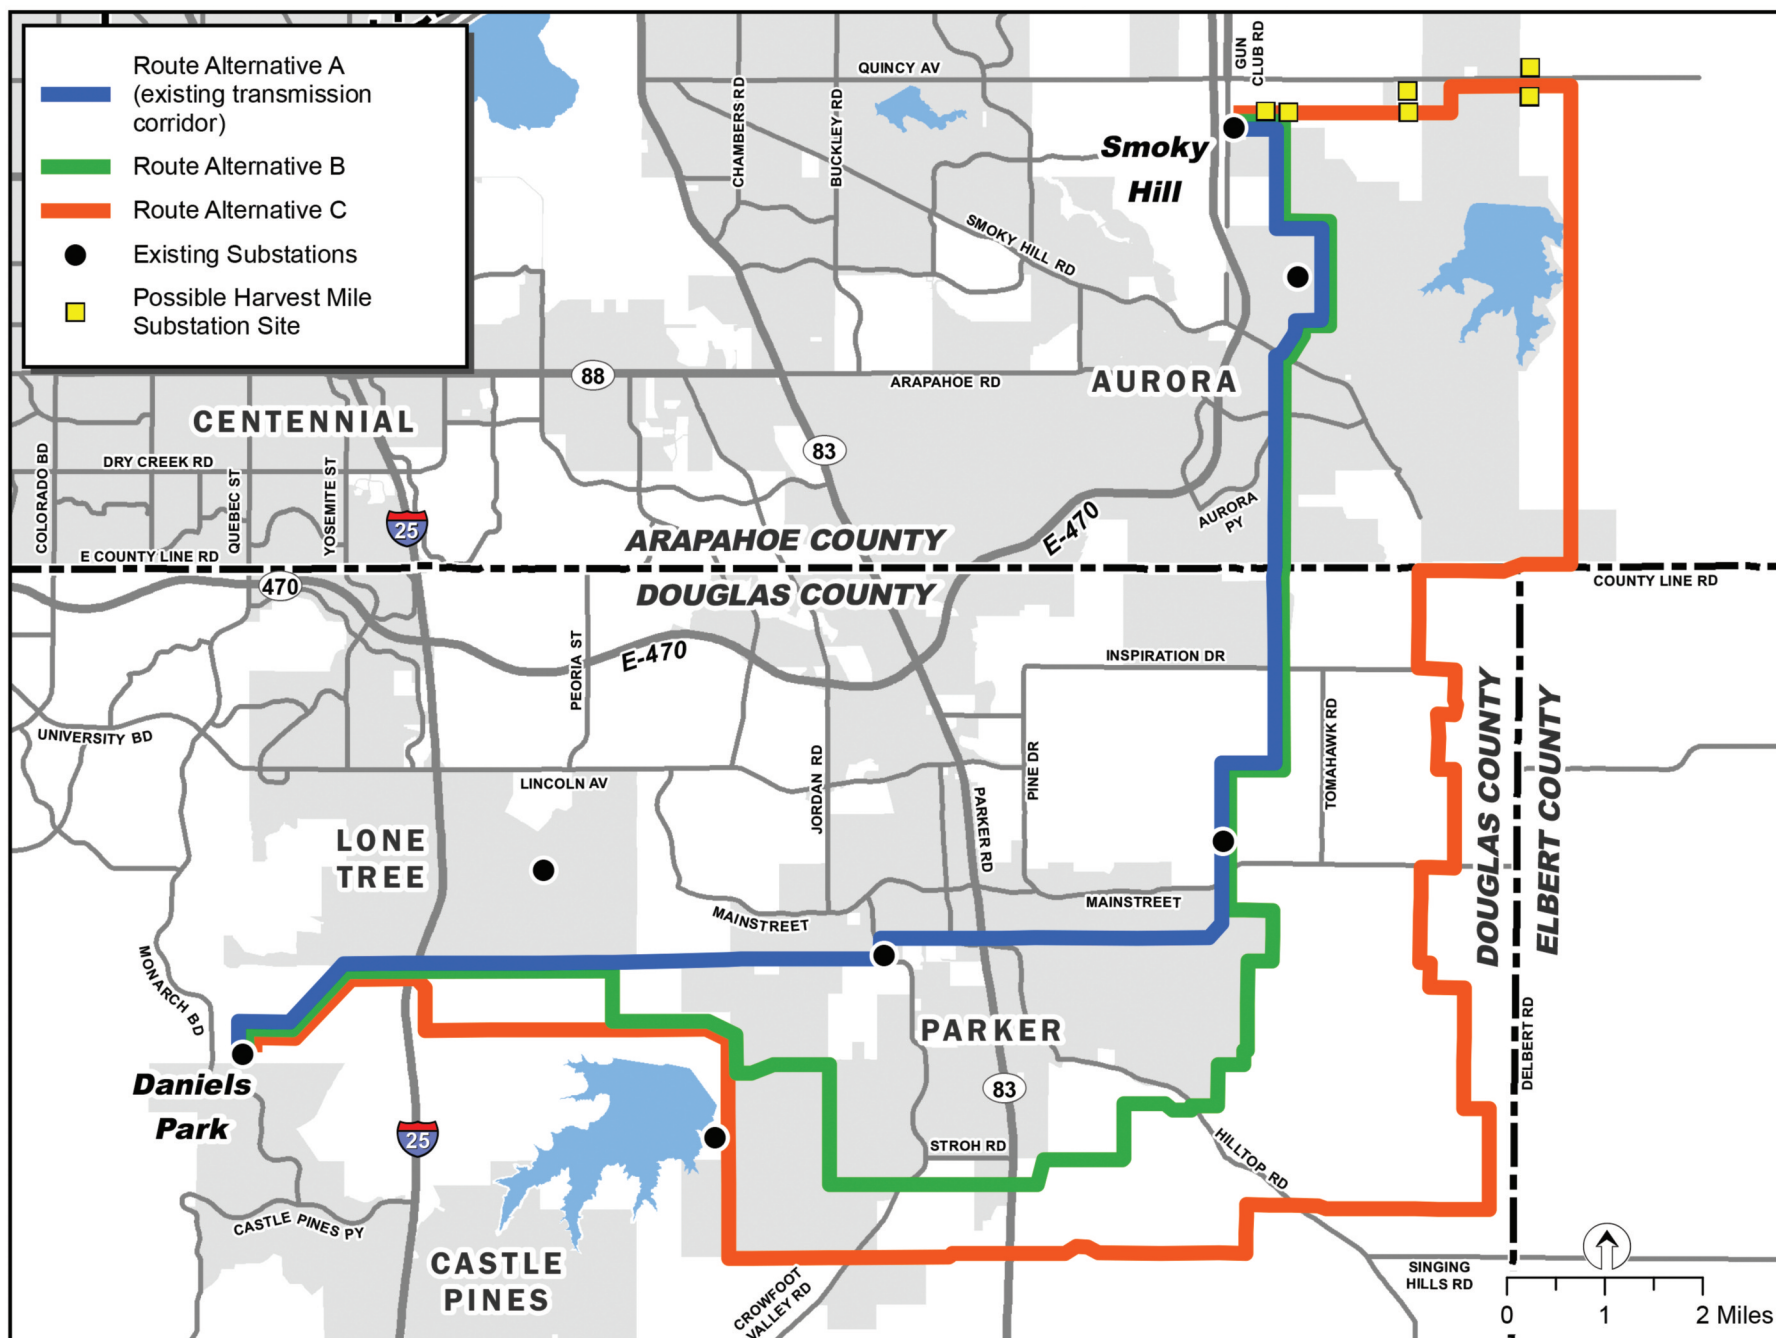 Route Alternative A
(existing transmission
corridor)
Route Alternative B
Route Alternative C
Existing Substations
Possible Harvest Mile
Substation Site
QUINCY AV
GUN
CLUB RD
CHAMBERS RD
BUCKLEY RD
Smoky
Hill
SMOKY HILL RD
88
ARAPAHOE RD
AURORA
CENTENNIAL
83
DRY CREEK RD
COLORADO BD
QUEBEC ST
YOSEMITE ST
25
AURORA
PY
E-470
ARAPAHOE COUNTY
E COUNTY LINE RD
470
DOUGLAS COUNTY
COUNTY LINE RD
PEORIA ST
E-470
INSPIRATION DR
UNIVERSITY BD
DOUGLAS COUNTY
ELBERT COUNTY
TOMAHAWK RD
PINE DR
JORDAN RD
LINCOLN AV
PARKER RD
LONE
TREE
MAINSTREET
MAINSTREET
MONARCH BD
PARKER
DELBERT RD
Daniels
Park
83
25
STROH RD
HILLTOP RD
CASTLE PINES PY
CASTLE
PINES
CROWFOOT
VALLEY RD
SINGING
HILLS RD
0 1 2 Miles